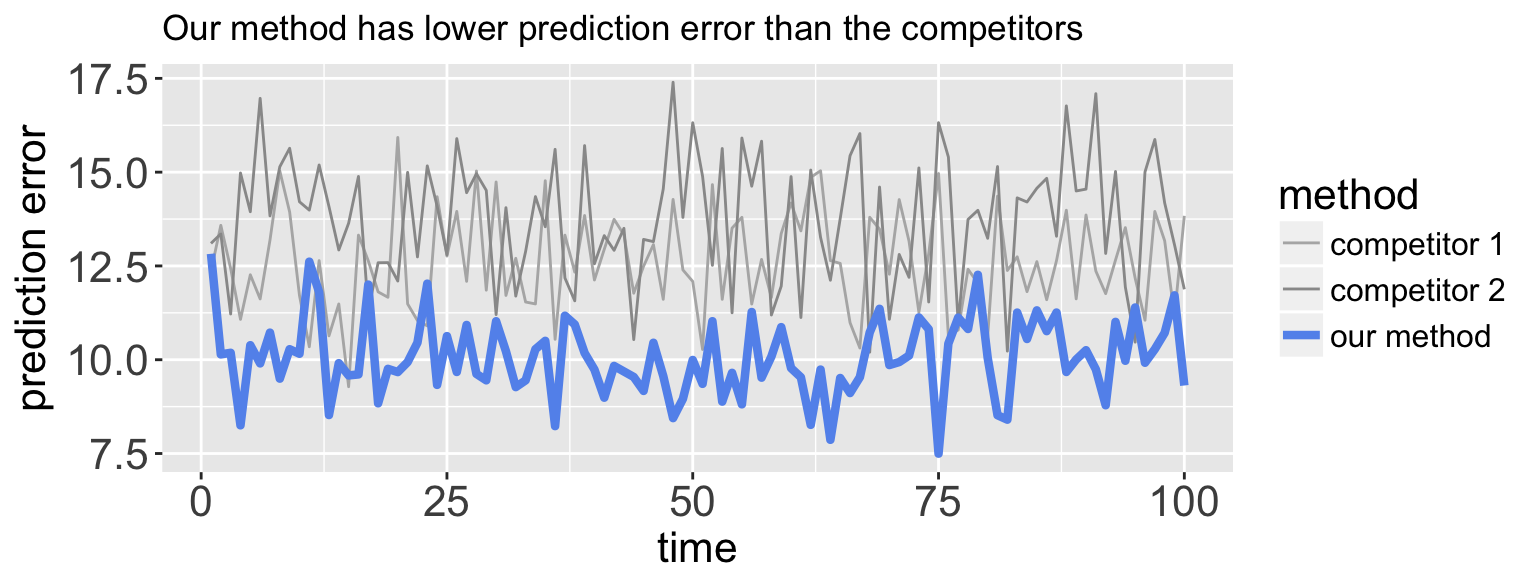 Our method has lower prediction error than the competitors
17.5
15.0
12.5
10.0
7.5
prediction error
0 25 50 75 100
time
method
competitor 1
competitor 2
our method